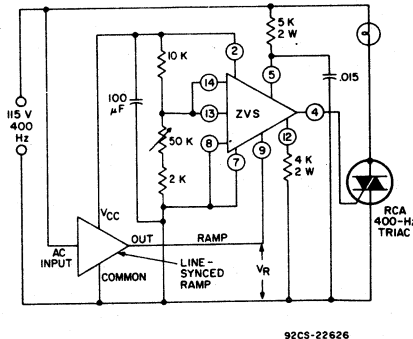 5 K
2 W
10 K
2
14
5
.015
100
μF
13
ZVS
4
115 V
400
Hz
50 K
8
12
7
9
4 K
2 W
2 K
VCC
RCA
400-Hz
TRIAC
OUT
RAMP
AC
INPUT
LINE-
SYNCED
RAMP
VR
COMMON
92CS-22626